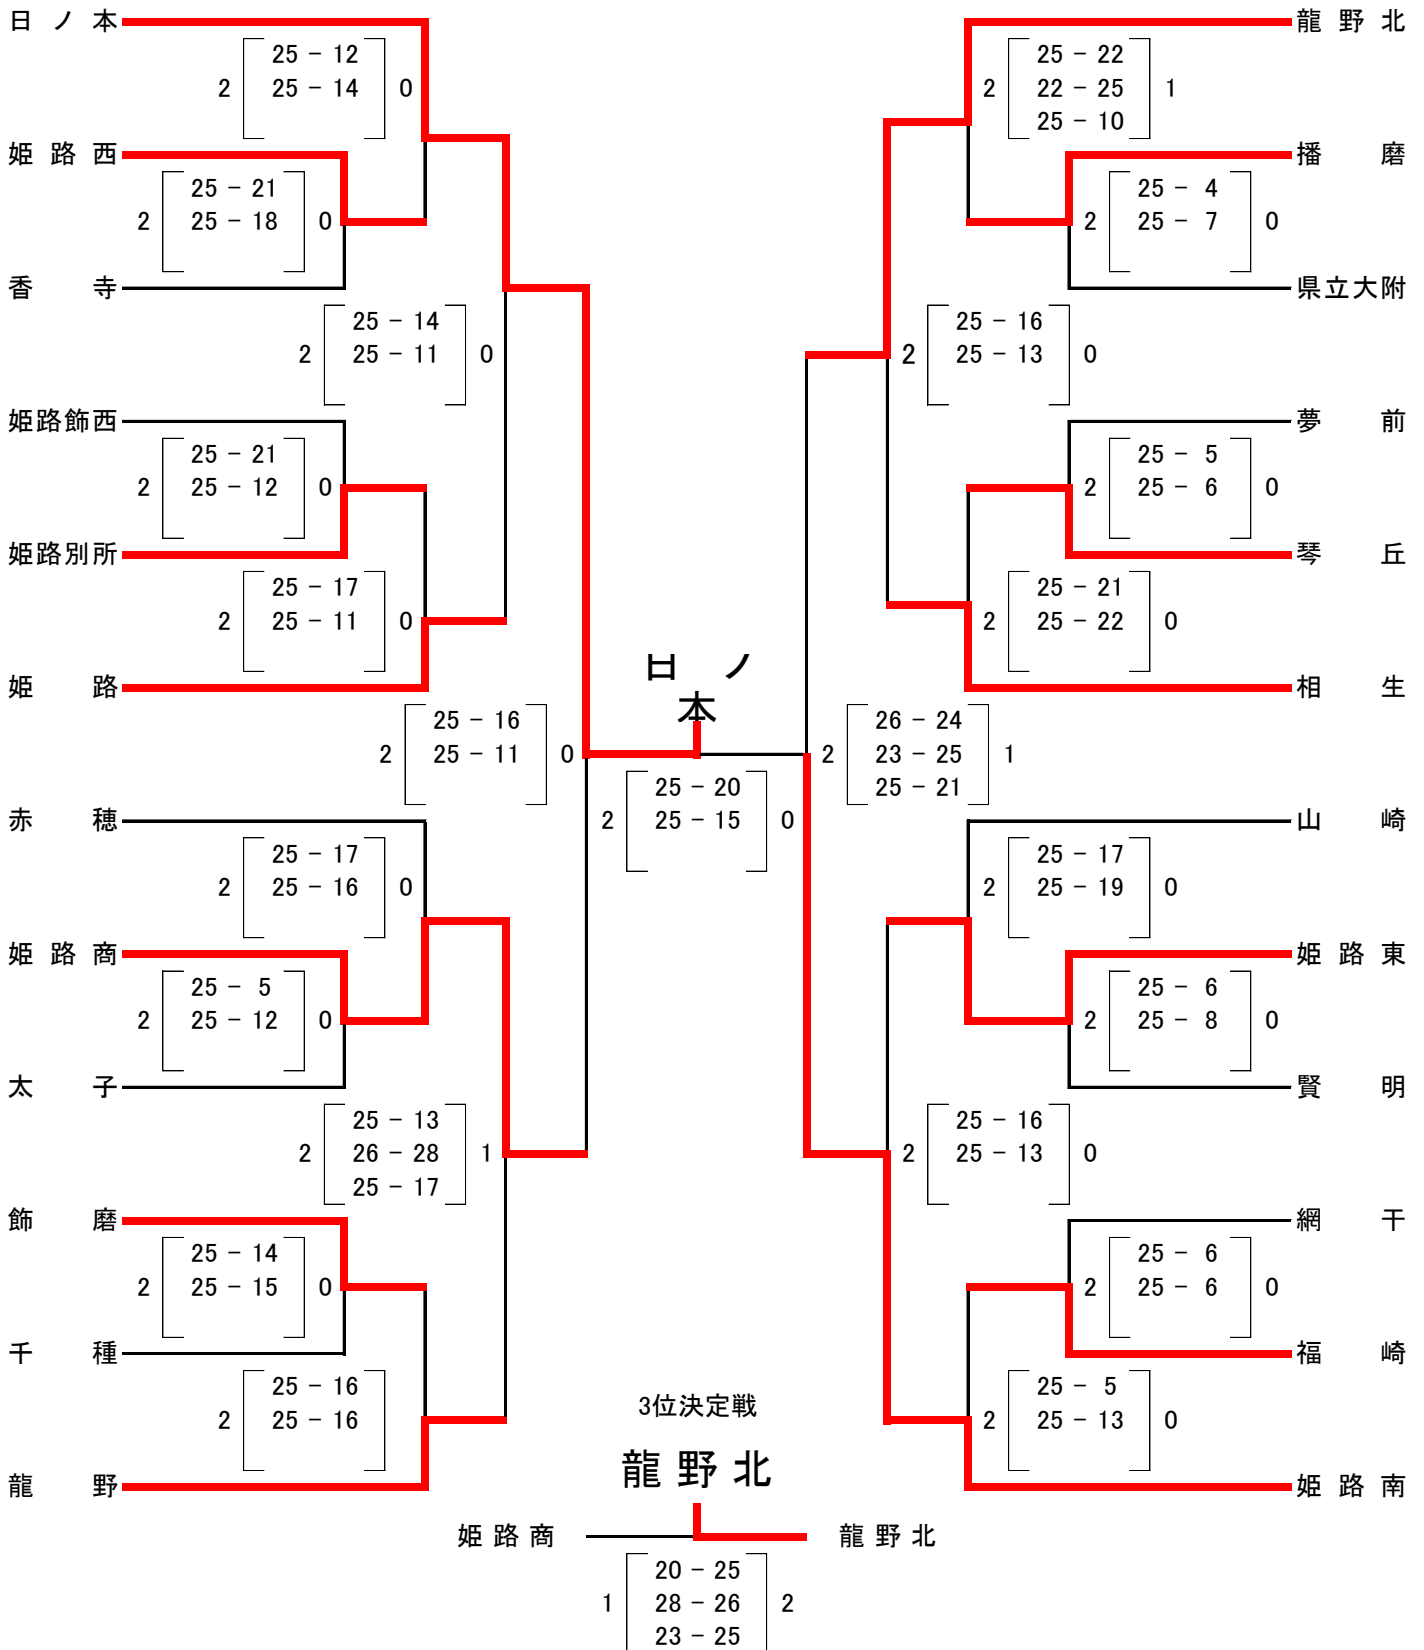 日ノ本
2 25 - 12 0
25 - 14
姫路西
2 25 - 21 0
25 - 18
香寺
2 25 - 14 0
25 - 11
姫路飾西
2 25 - 21 0
25 - 12
姫路別所
2 25 - 17 0
25 - 11
姫路
2 25 - 16 0
25 - 11
赤穂
2 25 - 17 0
25 - 16
姫路商
2 25 - 5 0
25 - 12
太子
2 25 - 13 1
26 - 28
25 - 17
飾磨
2 25 - 14 0
25 - 15
千種
2 25 - 16
25 - 16
龍野
日ノ
本
2 25 - 20 0
25 - 15
龍野北
2 25 - 22 1
22 - 25
25 - 10
播磨
2 25 - 4 0
25 - 7
県立大附
2 25 - 16 0
25 - 13
夢前
2 25 - 5 0
25 - 6
琴丘
2 25 - 21 0
25 - 22
相生
2 26 - 24 1
23 - 25
25 - 21
山崎
2 25 - 17 0
25 - 19
姫路東
2 25 - 6 0
25 - 8
賢明
2 25 - 16 0
25 - 13
網干
2 25 - 6 0
25 - 6
福崎
2 25 - 5 0
25 - 13
姫路南
3位決定戦
龍野北
姫路商 龍野北
1 20 - 25 2
28 - 26
23 - 25